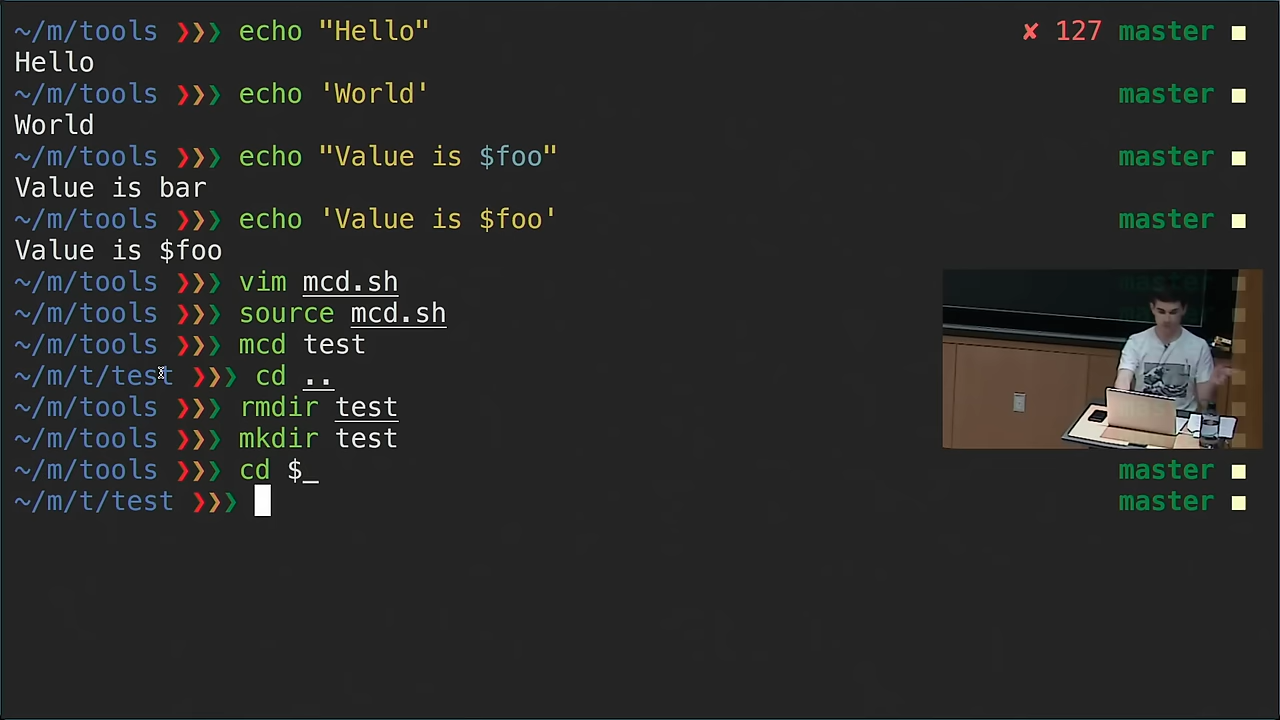 ~/m/tools ❯❯❯ echo "Hello" ✘ 127 master ■
Hello
~/m/tools ❯❯❯ echo 'World' master ■
World
~/m/tools ❯❯❯ echo "Value is $foo" master ■
Value is bar
~/m/tools ❯❯❯ echo 'Value is $foo' master ■
Value is $foo
~/m/tools ❯❯❯ vim mcd.sh
~/m/tools ❯❯❯ source mcd.sh
~/m/tools ❯❯❯ mcd test
~/m/t/test ❯❯❯ cd ..
~/m/tools ❯❯❯ rmdir test
~/m/tools ❯❯❯ mkdir test
~/m/tools ❯❯❯ cd $_ master ■
~/m/t/test ❯❯❯ master ■